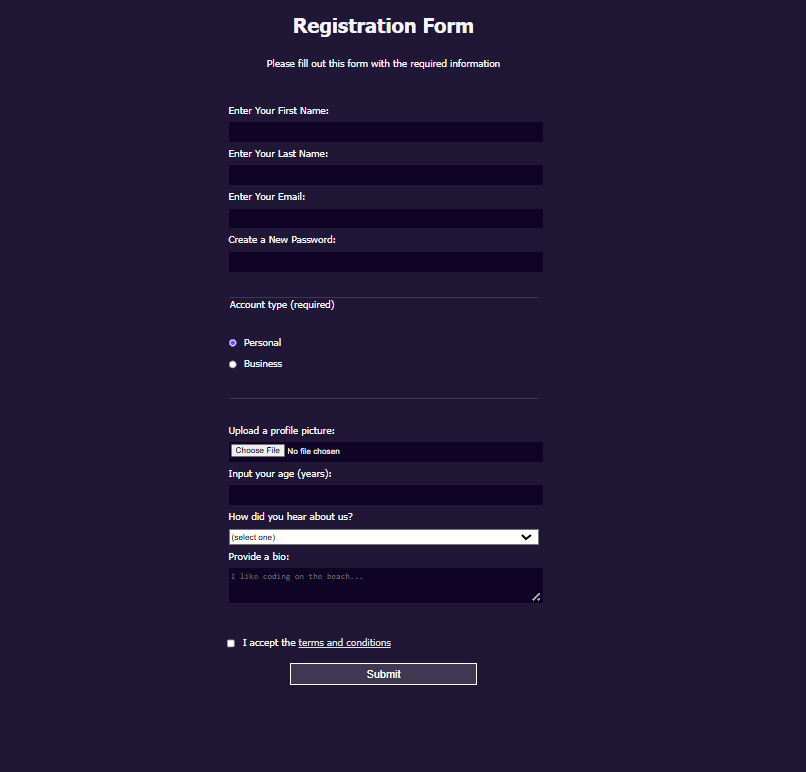 Registration Form
Please fill out this form with the required information
Enter Your First Name:
Enter Your Last Name:
Enter Your Email:
Create a New Password:
Account type (required)
Personal
Business
Upload a profile picture:
Choose File No file chosen
Input your age (years):
How did you hear about us?
(select one)
Provide a bio:
I like coding on the beach...
I accept the terms and conditions
Submit